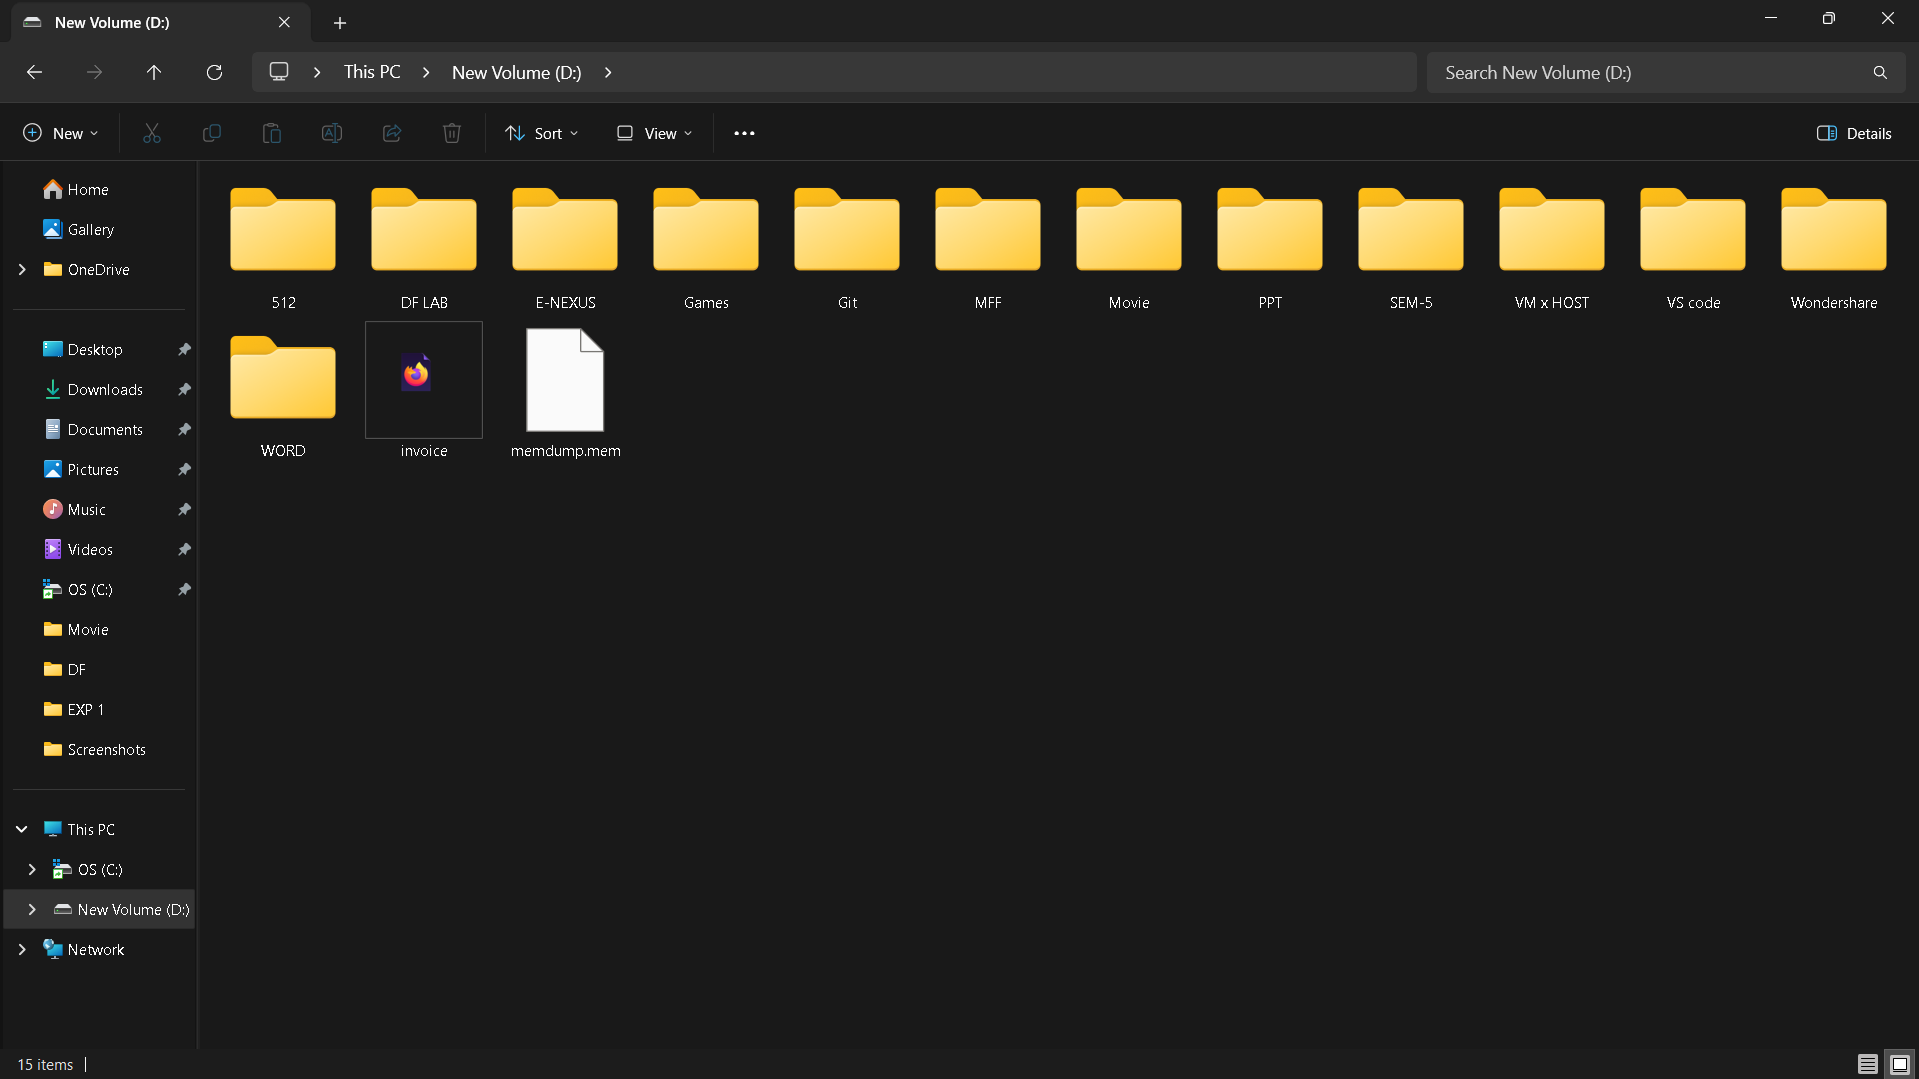 New Volume (D:)
This PC
New Volume (D:)
Search New Volume (D:)
New
Sort
View
Details
Home
Gallery
OneDrive
Desktop
Downloads
Documents
Pictures
Music
Videos
OS (C:)
Movie
DF
EXP 1
Screenshots
This PC
OS (C:)
New Volume (D:)
Network
512
DF LAB
E-NEXUS
Games
Git
MFF
Movie
PPT
SEM-5
VM x HOST
VS code
Wondershare
WORD
invoice
memdump.mem
15 items